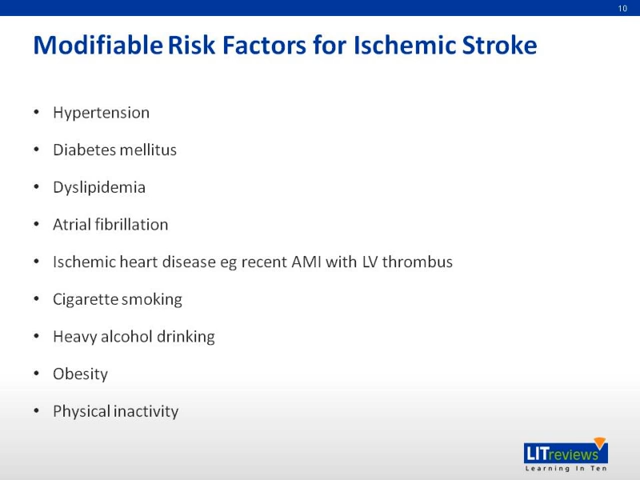 10
Modifiable Risk Factors for Ischemic Stroke
• Hypertension
• Diabetes mellitus
• Dyslipidemia
• Atrial fibrillation
• Ischemic heart disease eg recent AMI with LV thrombus
• Cigarette smoking
• Heavy alcohol drinking
• Obesity
• Physical inactivity
LITreviews
Learning In Ten